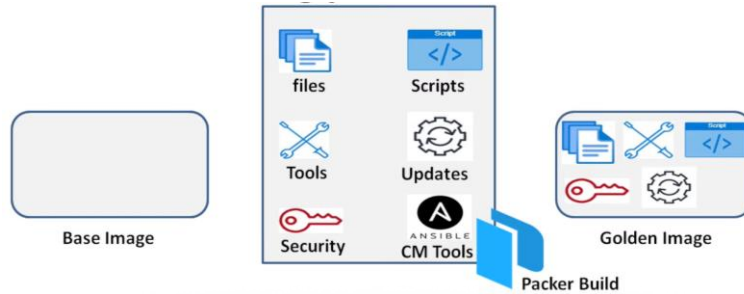 Script
</>
files
Scripts
Tools
Updates
ANSIBLE
Security
CM Tools
Base Image
Packer Build
Script
</>
Golden Image